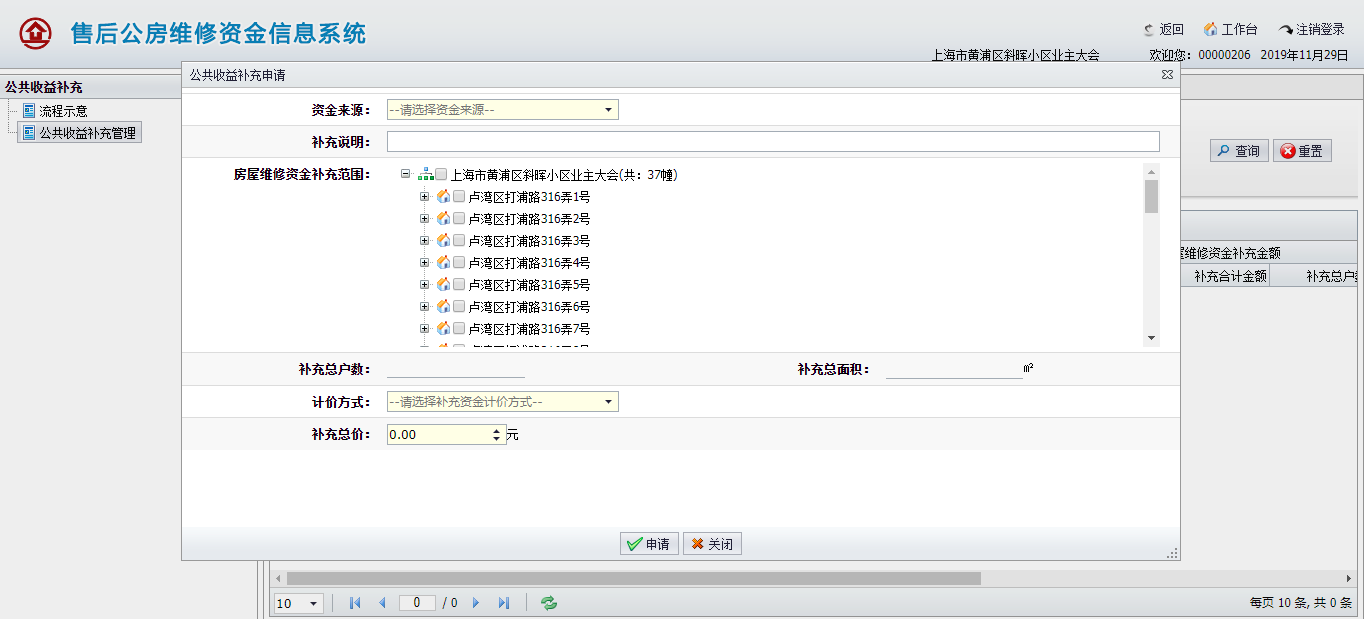 售后公房维修资金信息系统
返回 工作台 注销登录
上海市黄浦区斜晖小区业主大会 欢迎您：00000206 2019年11月29日
公共收益补充
流程示意
公共收益补充管理
公共收益补充申请
资金来源： --请选择资金来源--
补充说明：
房屋维修资金补充范围：
上海市黄浦区斜晖小区业主大会(共：37幢)
卢湾区打浦路316弄1号
卢湾区打浦路316弄2号
卢湾区打浦路316弄3号
卢湾区打浦路316弄4号
卢湾区打浦路316弄5号
卢湾区打浦路316弄6号
卢湾区打浦路316弄7号
补充总户数： 补充总面积： ㎡
计价方式： --请选择补充资金计价方式--
补充总价： 0.00 元
申请 关闭
查询 重置
维修资金补充金额
补充合计金额 补充总户
10 0 / 0 每页 10 条, 共 0 条